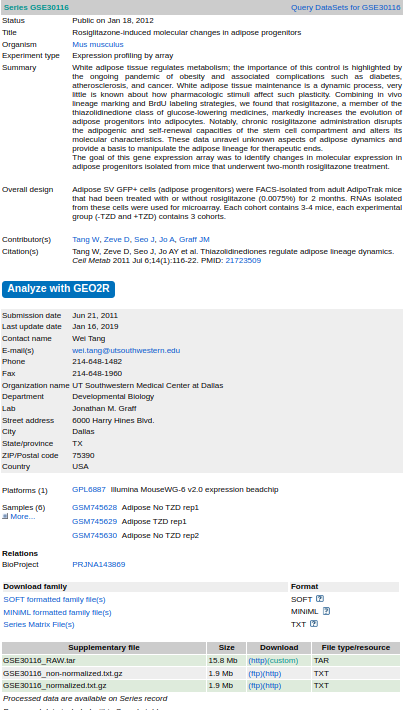 Series GSE30116 Query DataSets for GSE30116
Status Public on Jan 18, 2012
Title Rosiglitazone-induced molecular changes in adipose progenitors
Organism Mus musculus
Experiment type Expression profiling by array
Summary White adipose tissue regulates metabolism; the importance of this control is highlighted by
the ongoing pandemic of obesity and associated complications such as diabetes,
atherosclerosis, and cancer. White adipose tissue maintenance is a dynamic process, very
little is known about how pharmacologic stimuli affect such plasticity. Combining in vivo
lineage marking and BrdU labeling strategies, we found that rosiglitazone, a member of the
thiazolidinedione class of glucose-lowering medicines, markedly increases the evolution of
adipose progenitors into adipocytes. Notably, chronic rosiglitazone administration disrupts
the adipogenic and self-renewal capacities of the stem cell compartment and alters its
molecular characteristics. These data unravel unknown aspects of adipose dynamics and
provide a basis to manipulate the adipose lineage for therapeutic ends.
The goal of this gene expression array was to identify changes in molecular expression in
adipose progenitors isolated from mice that underwent two-month rosiglitazone treatment.
Overall design Adipose SV GFP+ cells (adipose progenitors) were FACS-isolated from adult AdipoTrak mice
that had been treated with or without rosiglitazone (0.0075%) for 2 months. RNAs isolated
from these cells were used for microarray. Each cohort contains 3-4 mice, each experimental
group (-TZD and +TZD) contains 3 cohorts.
Contributor(s) Tang W, Zeve D, Seo J, Jo A, Graff JM
Citation(s) Tang W, Zeve D, Seo J, Jo AY et al. Thiazolidinediones regulate adipose lineage dynamics.
Cell Metab 2011 Jul 6;14(1):116-22. PMID: 21723509
Analyze with GEO2R
Submission date Jun 21, 2011
Last update date Jan 16, 2019
Contact name Wei Tang
E-mail(s) wei.tang@utsouthwestern.edu
Phone 214-648-1482
Fax 214-648-1960
Organization name UT Southwestern Medical Center at Dallas
Department Developmental Biology
Lab Jonathan M. Graff
Street address 6000 Harry Hines Blvd.
City Dallas
State/province TX
ZIP/Postal code 75390
Country USA
Platforms (1) GPL6887 Illumina MouseWG-6 v2.0 expression beadchip
Samples (6) GSM745628 Adipose No TZD rep1
More... GSM745629 Adipose TZD rep1
GSM745630 Adipose No TZD rep2
Relations
BioProject PRJNA143869
Download family Format
SOFT formatted family file(s) SOFT ?
MINiML formatted family file(s) MINiML ?
Series Matrix File(s) TXT ?
Supplementary file Size Download File type/resource
GSE30116_RAW.tar 15.8 Mb (http)(custom) TAR
GSE30116_non-normalized.txt.gz 1.9 Mb (ftp)(http) TXT
GSE30116_normalized.txt.gz 1.9 Mb (ftp)(http) TXT
Processed data are available on Series record